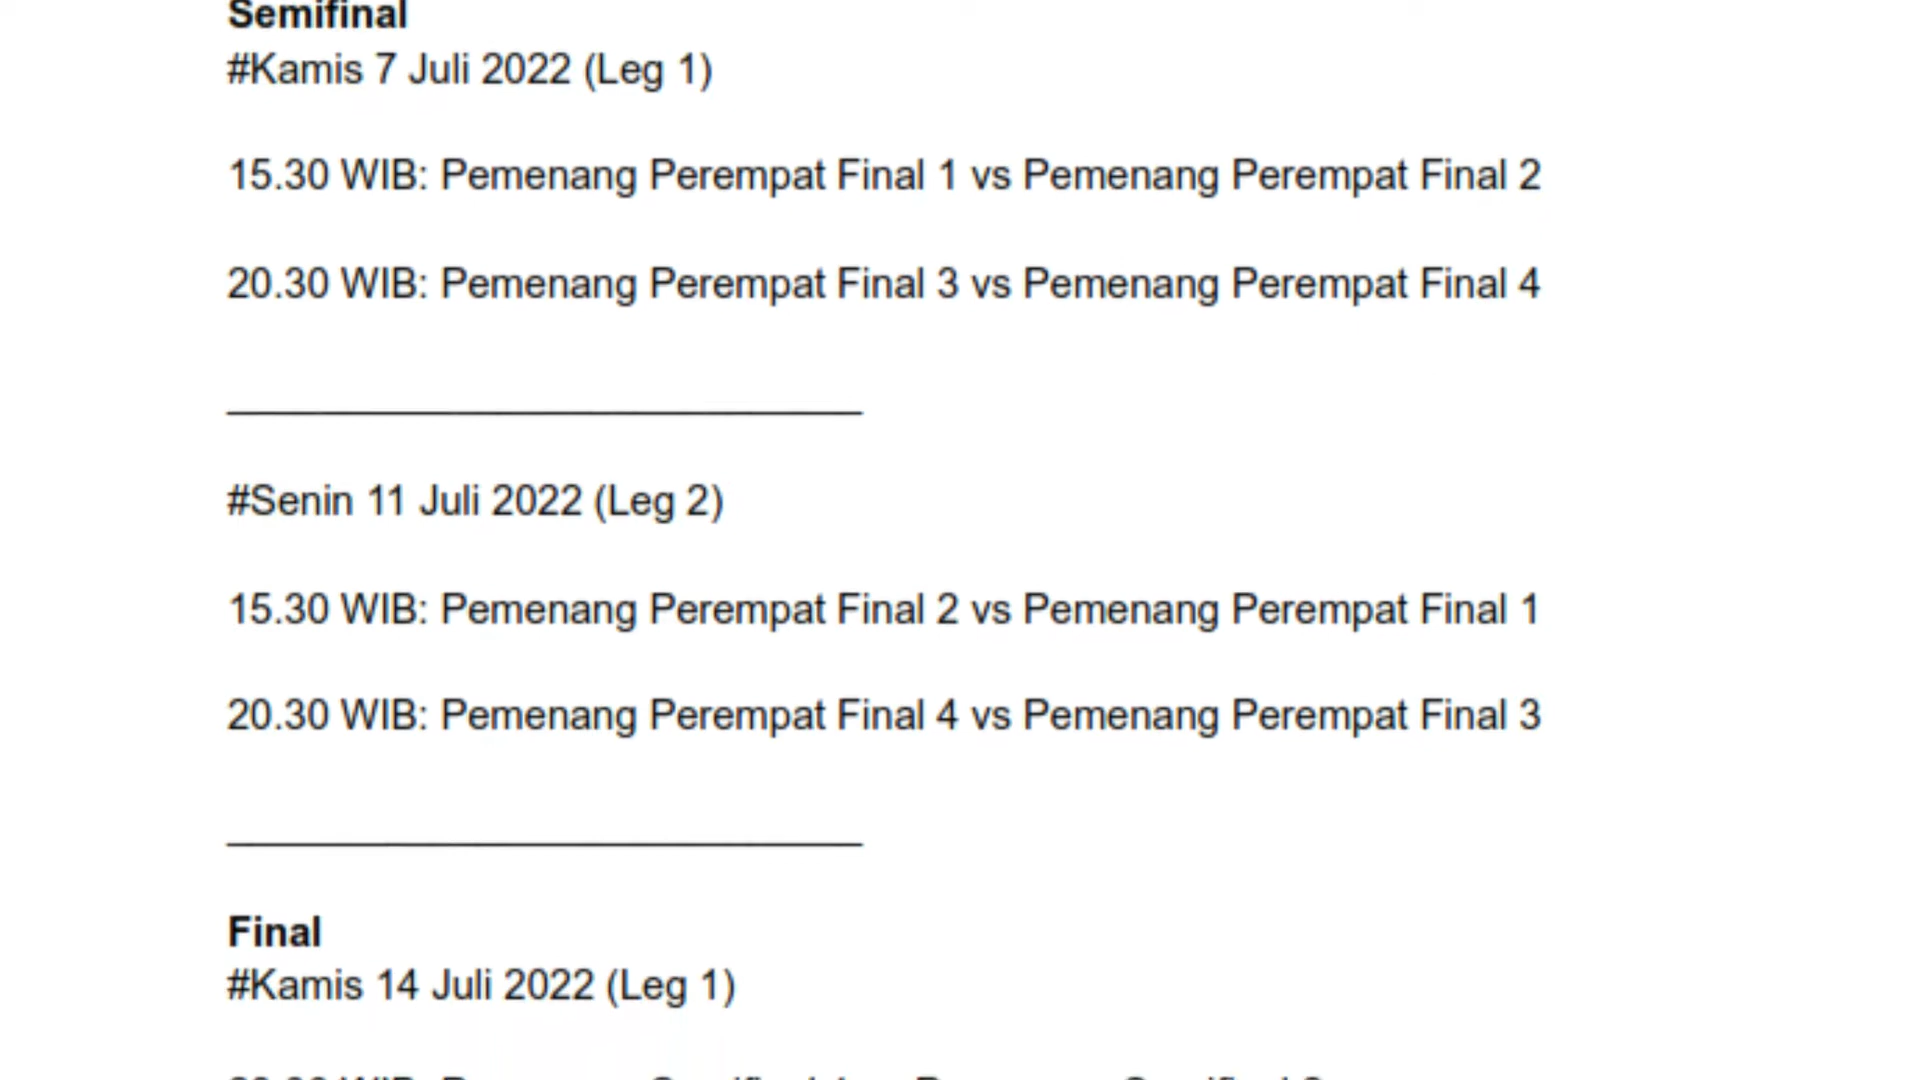 Semifinal
#Kamis 7 Juli 2022 (Leg 1)
15.30 WIB: Pemenang Perempat Final 1 vs Pemenang Perempat Final 2
20.30 WIB: Pemenang Perempat Final 3 vs Pemenang Perempat Final 4
#Senin 11 Juli 2022 (Leg 2)
15.30 WIB: Pemenang Perempat Final 2 vs Pemenang Perempat Final 1
20.30 WIB: Pemenang Perempat Final 4 vs Pemenang Perempat Final 3
Final
#Kamis 14 Juli 2022 (Leg 1)